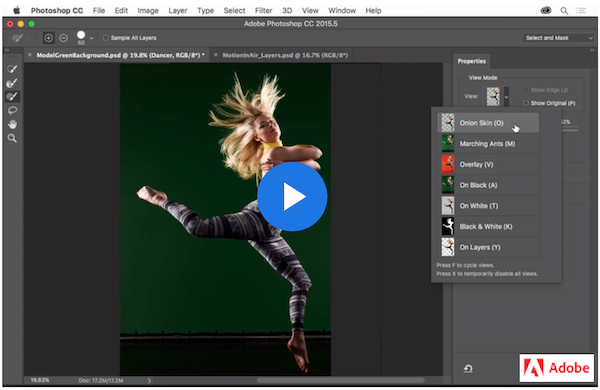 Photoshop CC File Edit Image Layer Type Select Filter 3D View Window Help
Adobe Photoshop CC 2015.5
60
Sample All Layers
Select and Mask
ModelGreenBackground.psd @ 19.8% (Dancer, RGB/8*) *
MotionInAir_Layers.psd @ 16.7% (RGB/8*)
Properties
View Mode
View:
Show Edge (J)
Show Original (P)
Onion Skin (O)
Marching Ants (M)
Overlay (V)
On Black (A)
On White (T)
Black & White (K)
On Layers (Y)
Press F to cycle views.
Press X to temporarily disable all views.
19.83%
Doc: 17.2M/17.2M
Adobe